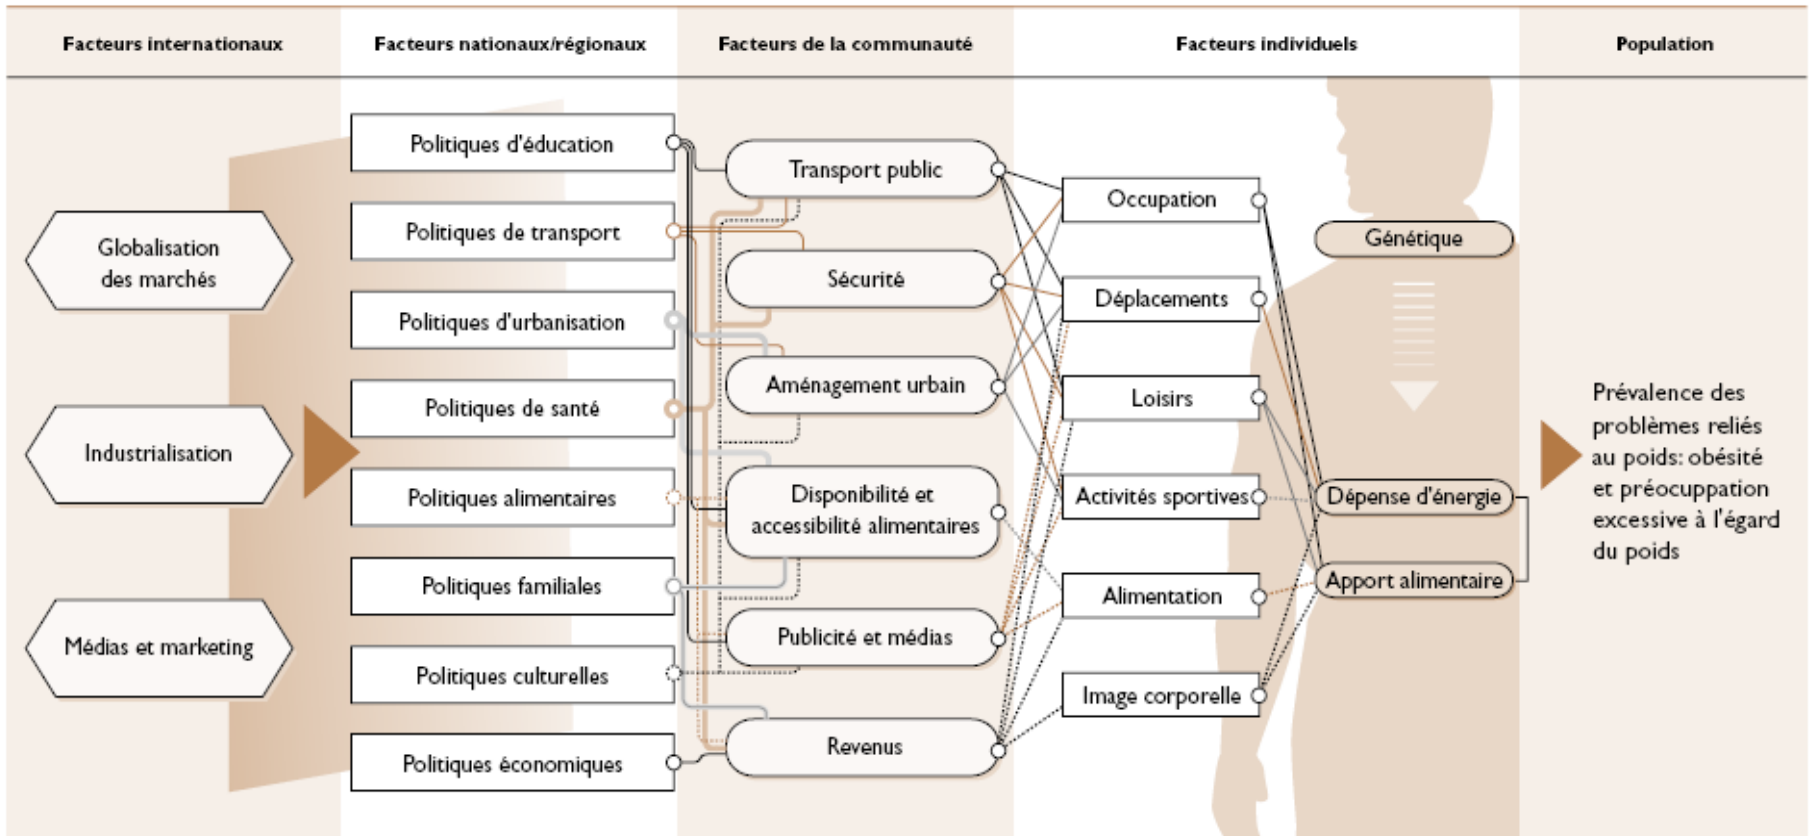 Facteurs internationaux
Facteurs nationaux/régionaux
Facteurs de la communauté
Facteurs individuels
Population
Globalisation
des marchés
Industrialisation
Médias et marketing
Politiques d'éducation
Politiques de transport
Politiques d'urbanisation
Politiques de santé
Politiques alimentaires
Politiques familiales
Politiques culturelles
Politiques économiques
Transport public
Sécurité
Aménagement urbain
Disponibilité et
accessibilité alimentaires
Publicité et médias
Revenus
Occupation
Déplacements
Loisirs
Activités sportives
Alimentation
Image corporelle
Génétique
Dépense d'énergie
Apport alimentaire
Prévalence des
problèmes reliés
au poids: obésité
et préoccupation
excessive à l'égard
du poids